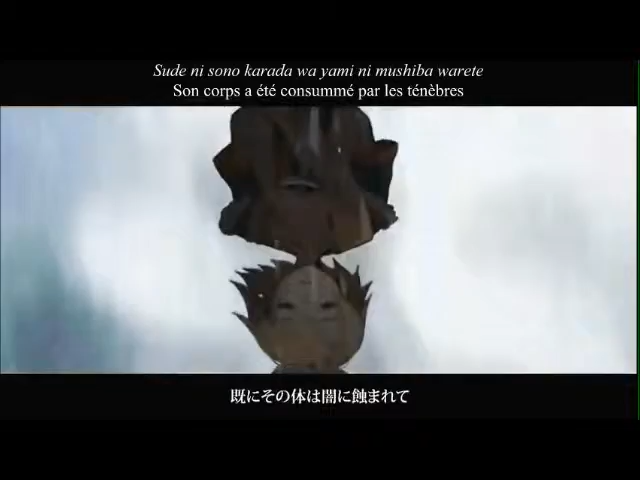 Sude ni sono karada wa yami ni mushiba warete
Son corps a été consummé par les ténèbres
既にその体は闇に蝕まれて